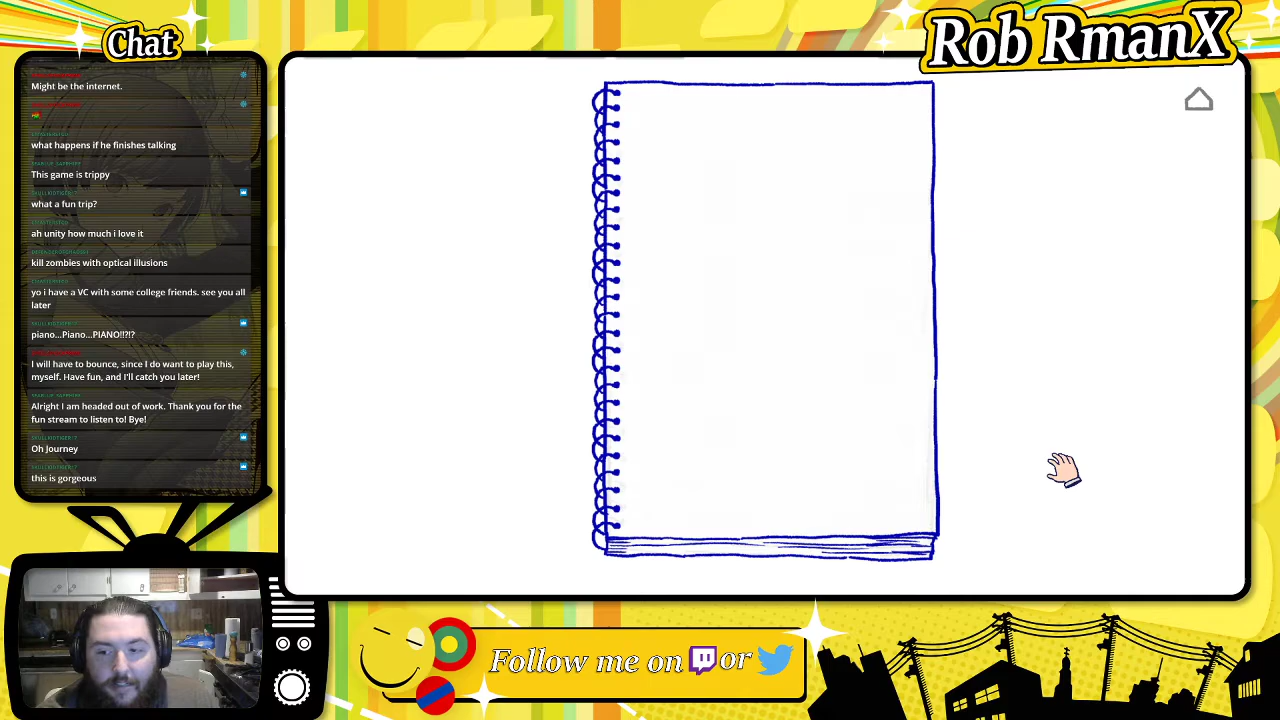 Chat
Rob RmanX
Might be the internet.
what happens if he finishes talking
This game is trippy
SKULLKIDTIGER17
what a fun trip?
ah unity how much i love it
kill zombies with optical illusions
yo i have a VC with some college friends. see you all
later
SKULLKIDTIGER17
piano...Piano...PIANO!!?!?
I will have to bounce, since I do want to play this,
myself. Have fun, and I'll catch you later!
Alright I am headed out of work. Thank you for the
fun stream to listen to! Bye!
SKULLKIDTIGER17
Oh Journey
SKULLKIDTIGER17
this is gorgeous
Follow me on or